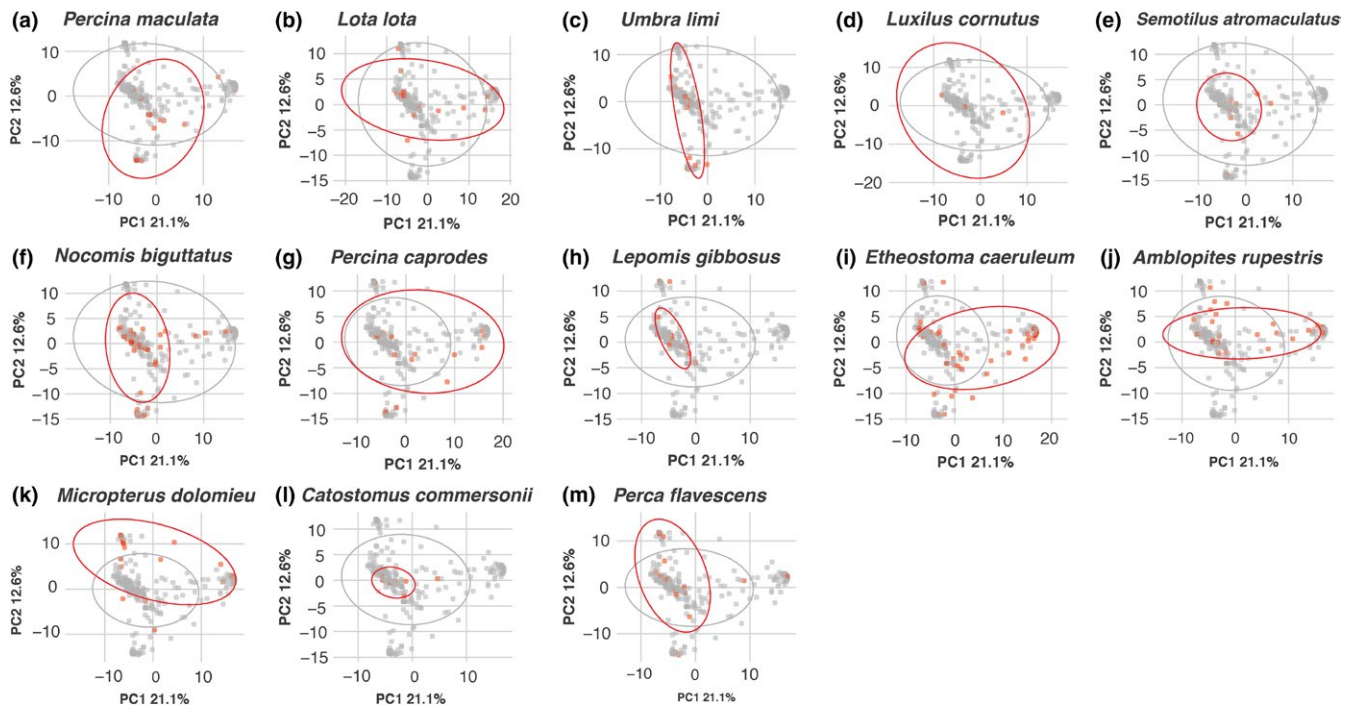 (a) Percina maculata
(b) Lota lota
(c) Umbra limi
(d) Luxilus cornutus
(e) Semotilus atromaculatus
PC2 12.6%
10
0
−10
−10 0 10
PC1 21.1%
PC2 12.6%
10
5
0
−5
−10
−15
−20 −10 0 10 20
PC1 21.1%
PC2 12.6%
10
0
−10
−10 0 10
PC1 21.1%
PC2 12.6%
10
0
−10
−20
−10 0 10
PC1 21.1%
PC2 12.6%
10
5
0
−5
−10
−15
−10 0 10
PC1 21.1%
(f) Nocomis biguttatus
(g) Percina caprodes
(h) Lepomis gibbosus
(i) Etheostoma caeruleum
(j) Amblopites rupestris
PC2 12.6%
10
5
0
−5
−10
−15
−10 0 10
PC1 21.1%
PC2 12.6%
10
5
0
−5
−10
−15
−10 0 10 20
PC1 21.1%
PC2 12.6%
10
5
0
−5
−10
−15
−10 0 10
PC1 21.1%
PC2 12.6%
10
5
0
−5
−10
−15
−10 0 10 20
PC1 21.1%
PC2 12.6%
10
5
0
−5
−10
−15
−10 0 10
PC1 21.1%
(k) Micropterus dolomieu
(l) Catostomus commersonii
(m) Perca flavescens
PC2 12.6%
10
0
−10
−10 0 10
PC1 21.1%
PC2 12.6%
10
5
0
−5
−10
−15
−10 0 10
PC1 21.1%
PC2 12.6%
10
0
−10
−10 0 10
PC1 21.1%